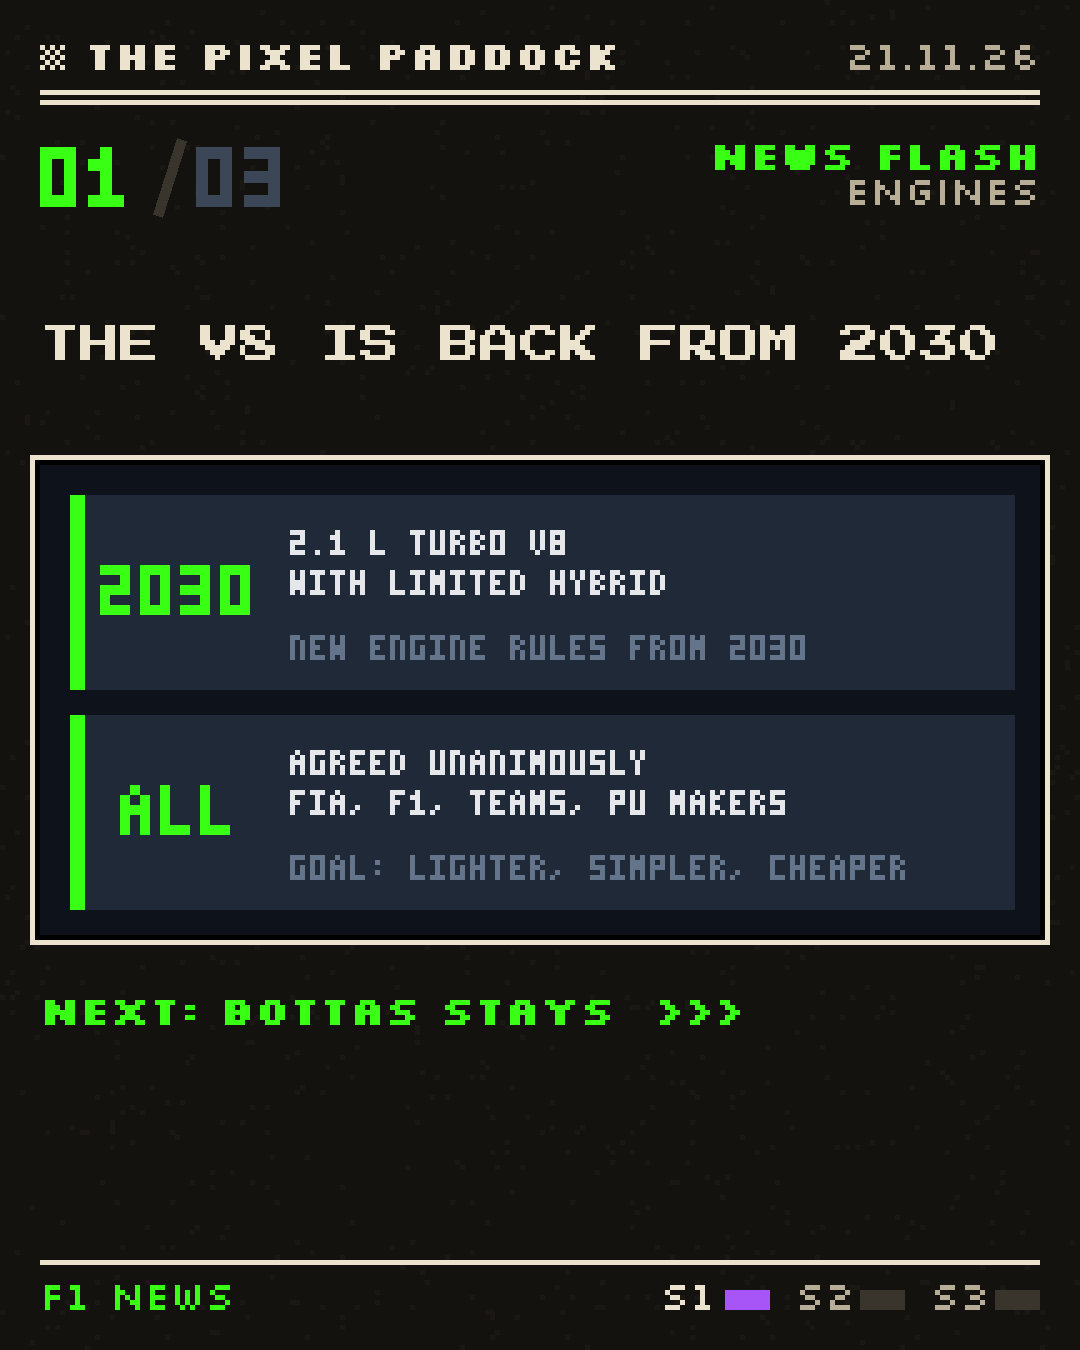 THE PIXEL PADDOCK
21.11.26
01 /03
NEWS FLASH
ENGINES
THE V8 IS BACK FROM 2030
2030
2.1 L TURBO V8
WITH LIMITED HYBRID
NEW ENGINE RULES FROM 2030
ALL
AGREED UNANIMOUSLY
FIA, F1, TEAMS, PU MAKERS
GOAL: LIGHTER, SIMPLER, CHEAPER
NEXT: BOTTAS STAYS >>>
F1 NEWS
S1 S2 S3